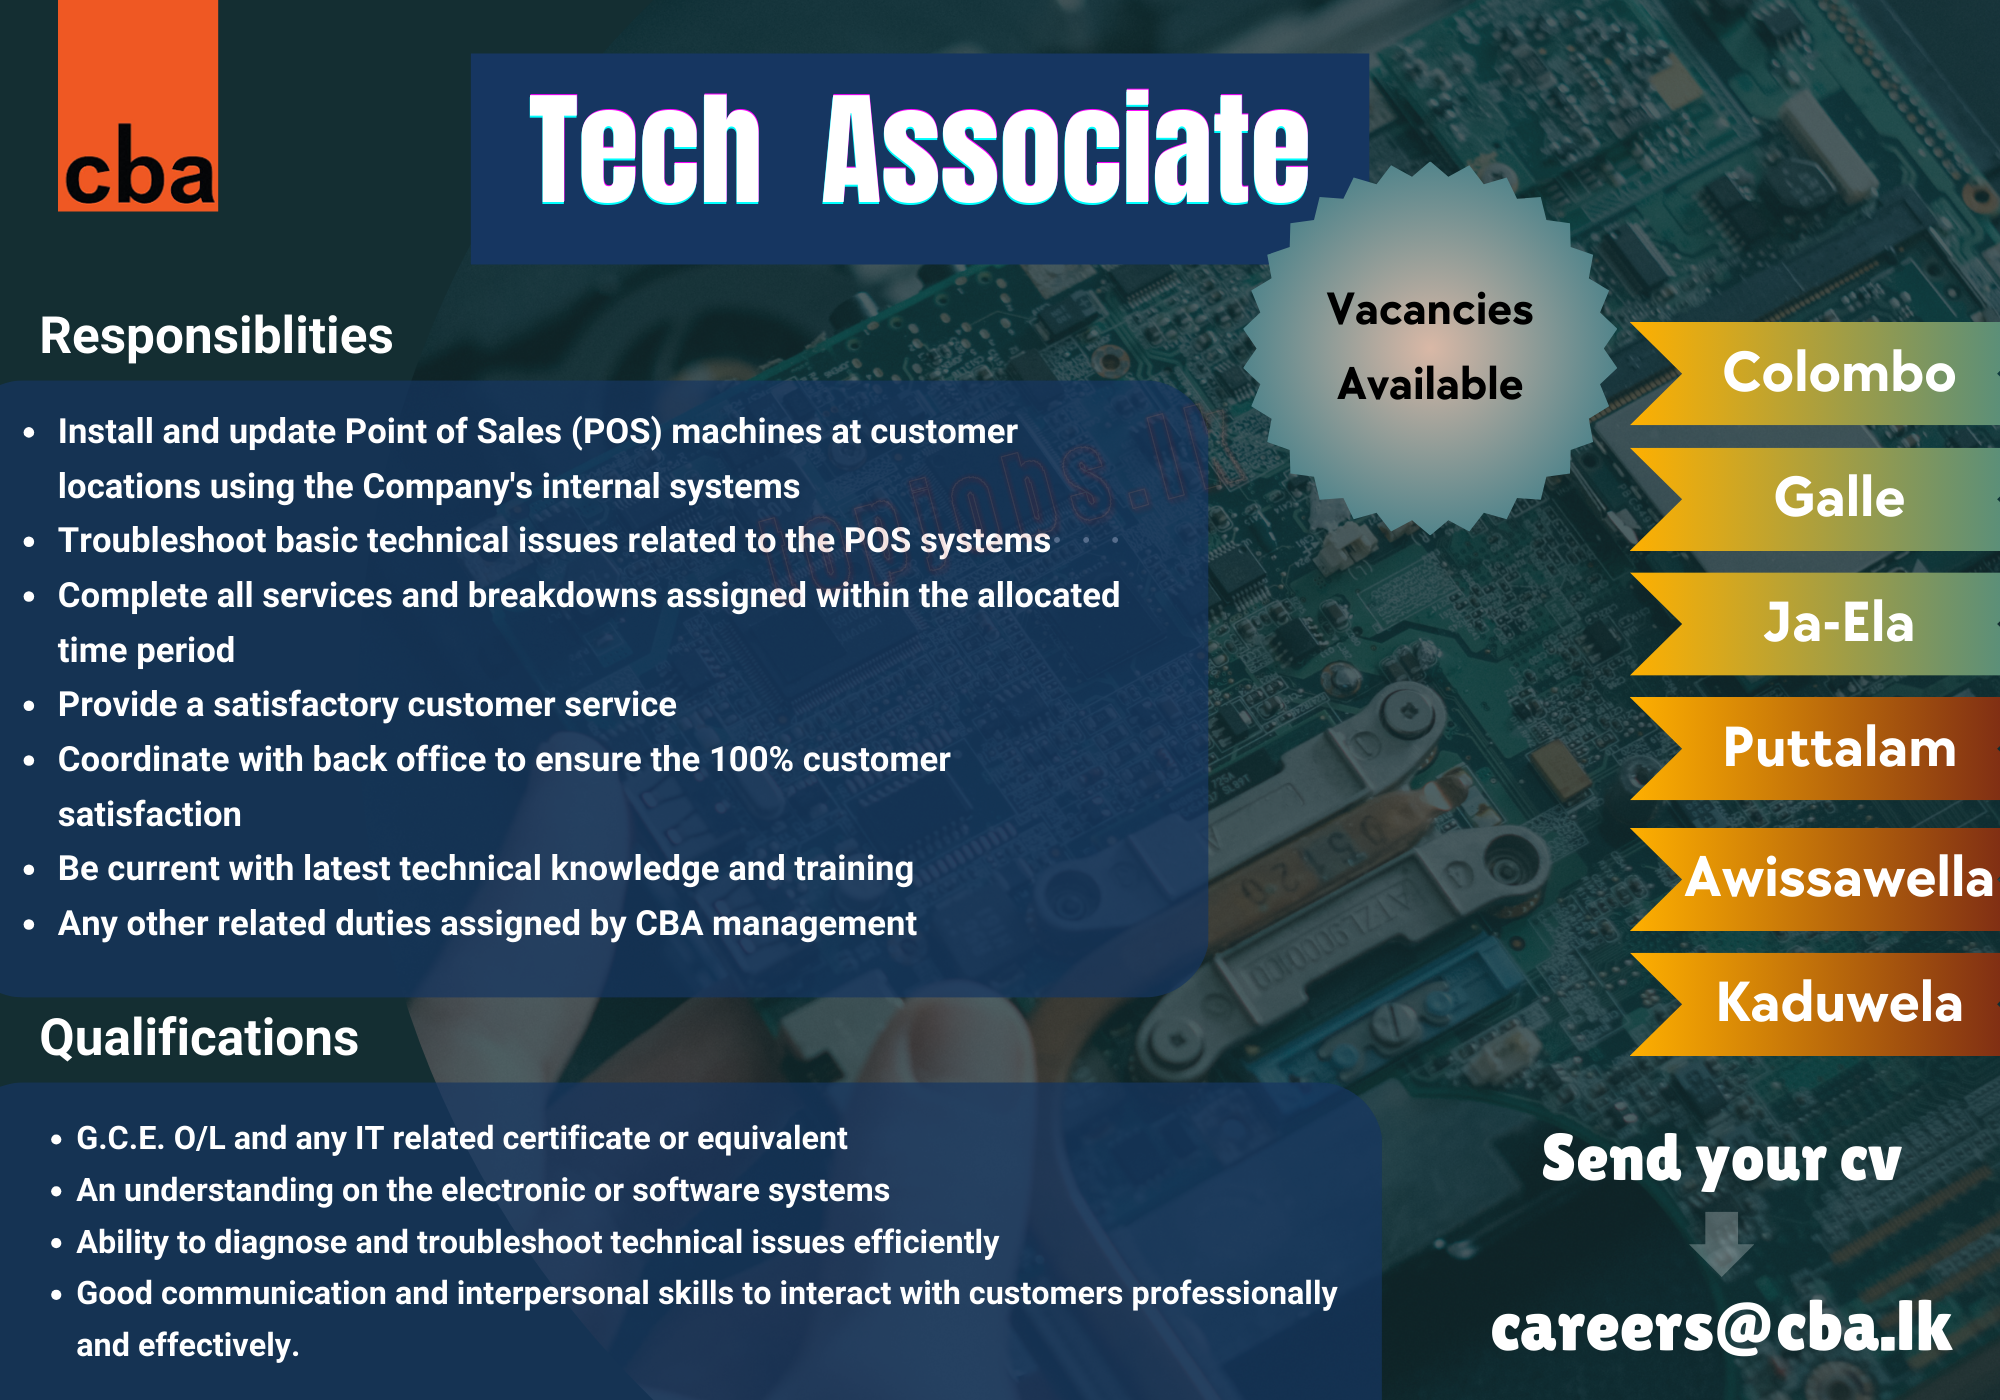 cba
Tech Associate
Vacancies
Available
Responsiblities
• Install and update Point of Sales (POS) machines at customer
locations using the Company's internal systems
• Troubleshoot basic technical issues related to the POS systems
• Complete all services and breakdowns assigned within the allocated
time period
• Provide a satisfactory customer service
• Coordinate with back office to ensure the 100% customer
satisfaction
• Be current with latest technical knowledge and training
• Any other related duties assigned by CBA management
topjobs.lk
Colombo
Galle
Ja-Ela
Puttalam
Awissawella
Kaduwela
Qualifications
• G.C.E. O/L and any IT related certificate or equivalent
• An understanding on the electronic or software systems
• Ability to diagnose and troubleshoot technical issues efficiently
• Good communication and interpersonal skills to interact with customers professionally
and effectively.
Send your cv
careers@cba.lk